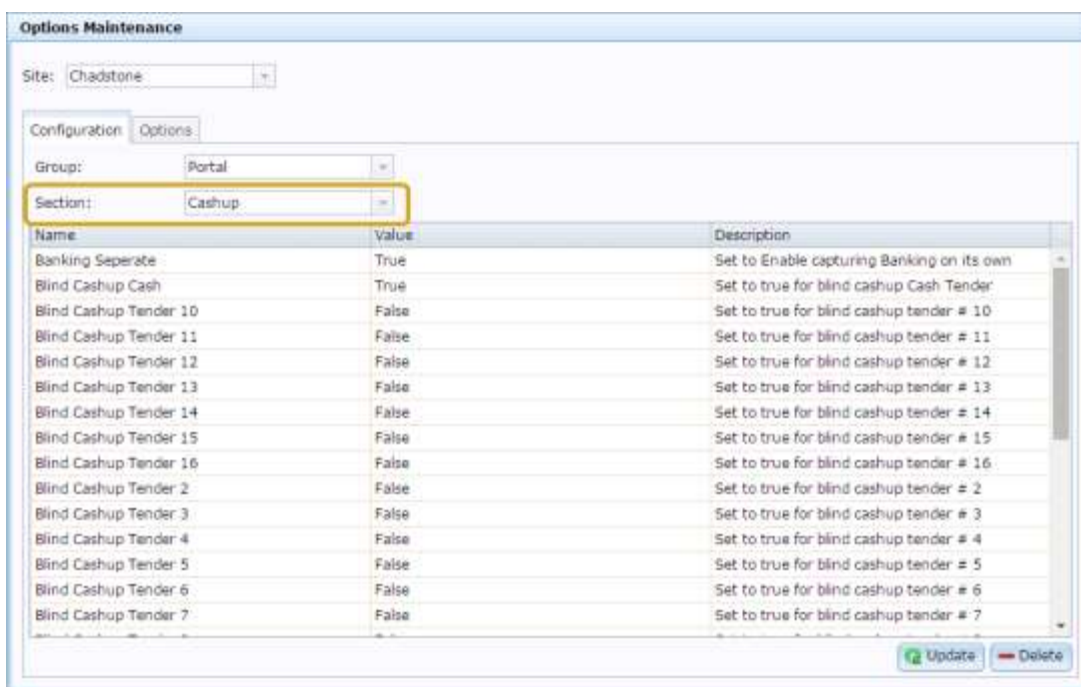 Options Maintenance
Site: Chadstone
Configuration Options
Group: Portal
Section: Cashup
Name Value Description
Banking Seperate True Set to Enable capturing Banking on its own
Blind Cashup Cash True Set to true for blind cashup Cash Tender
Blind Cashup Tender 10 False Set to true for blind cashup tender # 10
Blind Cashup Tender 11 False Set to true for blind cashup tender # 11
Blind Cashup Tender 12 False Set to true for blind cashup tender # 12
Blind Cashup Tender 13 False Set to true for blind cashup tender # 13
Blind Cashup Tender 14 False Set to true for blind cashup tender # 14
Blind Cashup Tender 15 False Set to true for blind cashup tender # 15
Blind Cashup Tender 16 False Set to true for blind cashup tender # 16
Blind Cashup Tender 2 False Set to true for blind cashup tender # 2
Blind Cashup Tender 3 False Set to true for blind cashup tender # 3
Blind Cashup Tender 4 False Set to true for blind cashup tender # 4
Blind Cashup Tender 5 False Set to true for blind cashup tender # 5
Blind Cashup Tender 6 False Set to true for blind cashup tender # 6
Blind Cashup Tender 7 False Set to true for blind cashup tender # 7
Update Delete